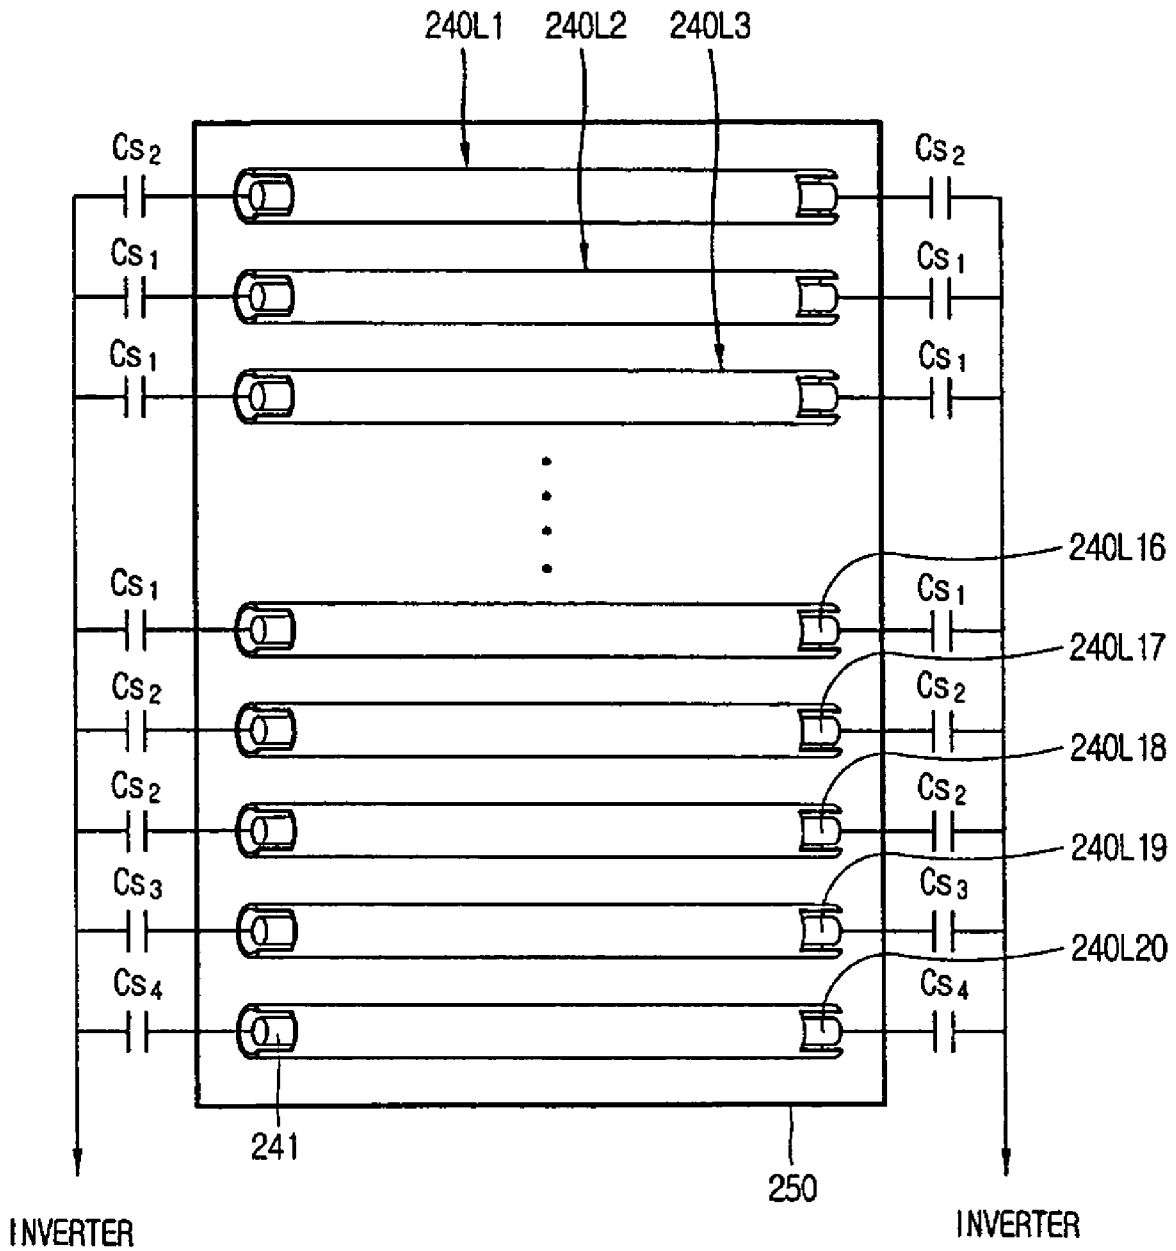 240L1 240L2 240L3
Cs2 Cs2
Cs1 Cs1
Cs1 Cs1
240L16
Cs1 Cs1
240L17
Cs2 Cs2
240L18
Cs2 Cs2
240L19
Cs3 Cs3
240L20
Cs4 Cs4
241
250
INVERTER INVERTER